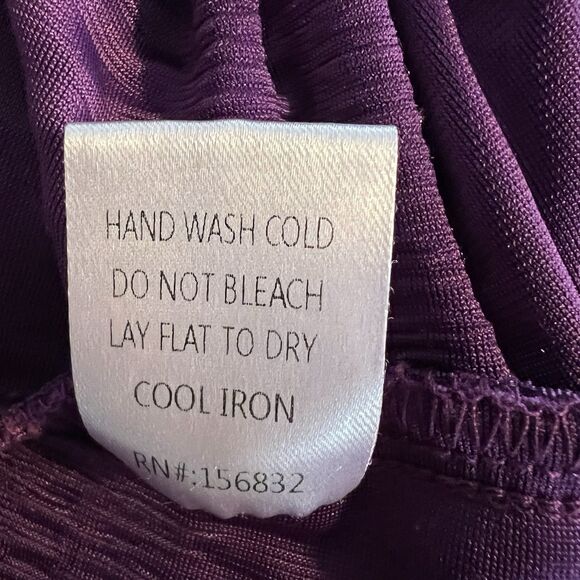 HAND WASH COLD
DO NOT BLEACH
LAY FLAT TO DRY
COOL IRON
RN#:156832